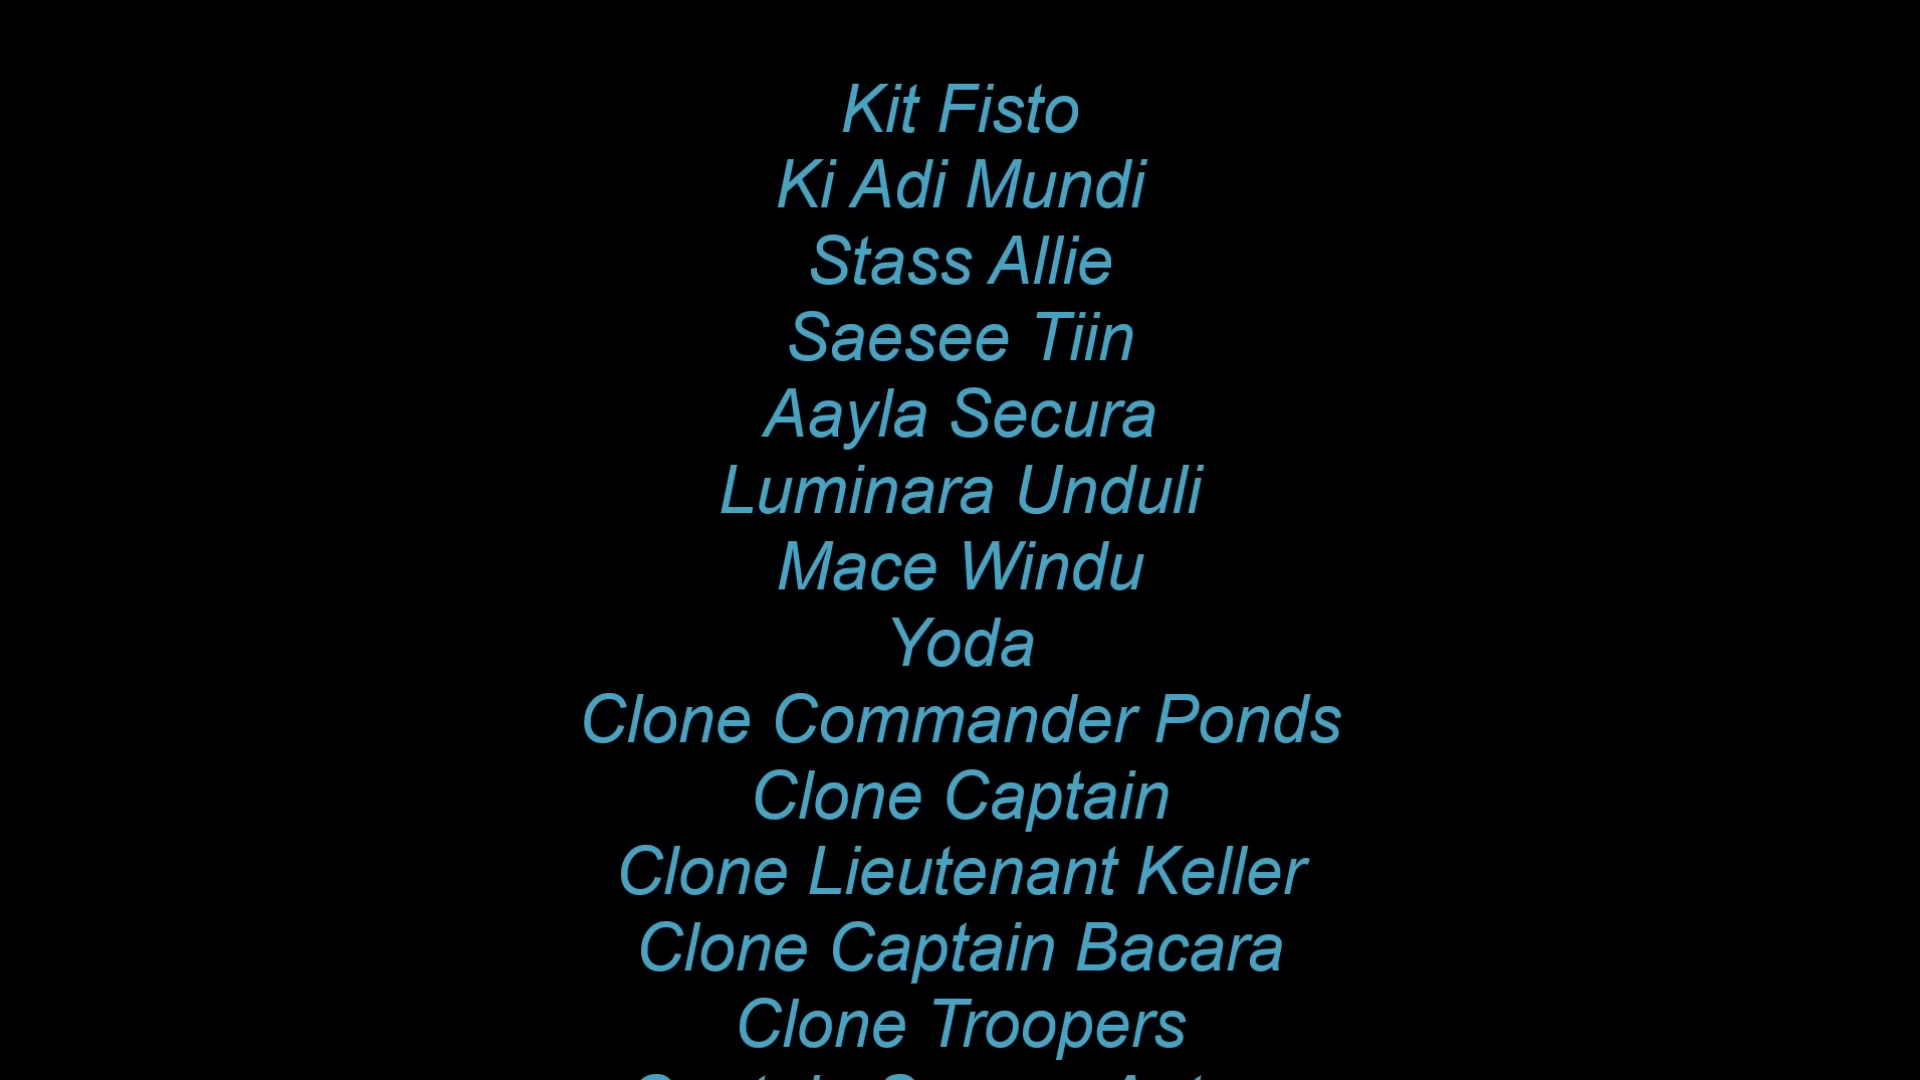 Kit Fisto
Ki Adi Mundi
Stass Allie
Saesee Tiin
Aayla Secura
Luminara Unduli
Mace Windu
Yoda
Clone Commander Ponds
Clone Captain
Clone Lieutenant Keller
Clone Captain Bacara
Clone Troopers